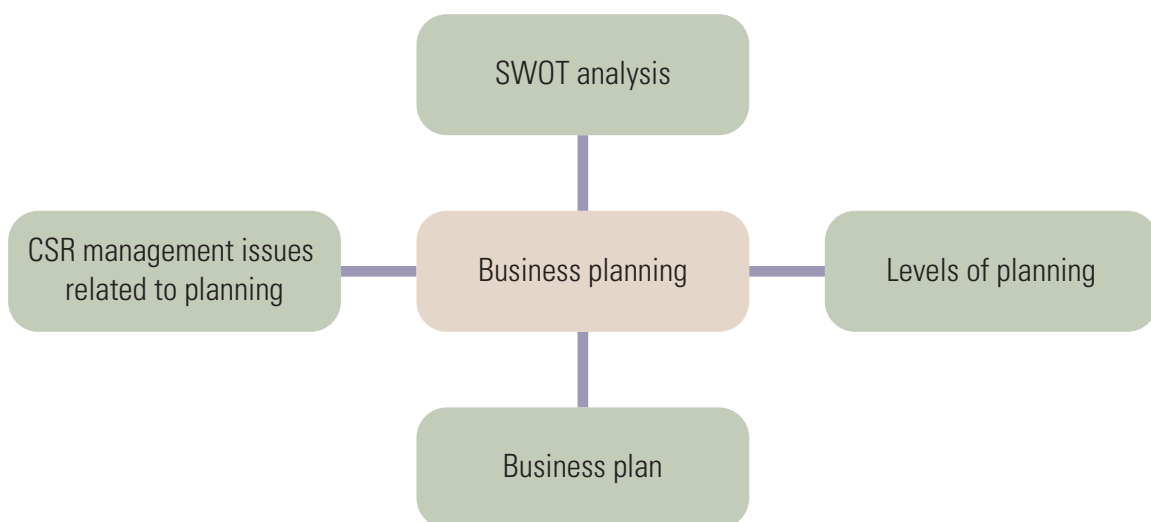 SWOT analysis
CSR management issues
related to planning
Business planning
Levels of planning
Business plan